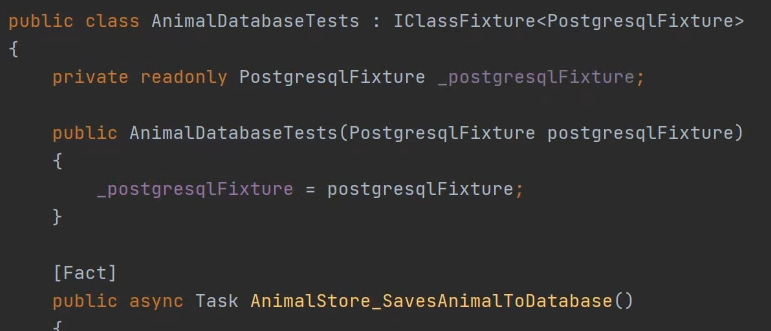 public class AnimalDatabaseTests : IClassFixture<PostgresqlFixture>
{
    private readonly PostgresqlFixture _postgresqlFixture;

    public AnimalDatabaseTests(PostgresqlFixture postgresqlFixture)
    {
        _postgresqlFixture = postgresqlFixture;
    }

    [Fact]
    public async Task AnimalStore_SavesAnimalToDatabase()
    {